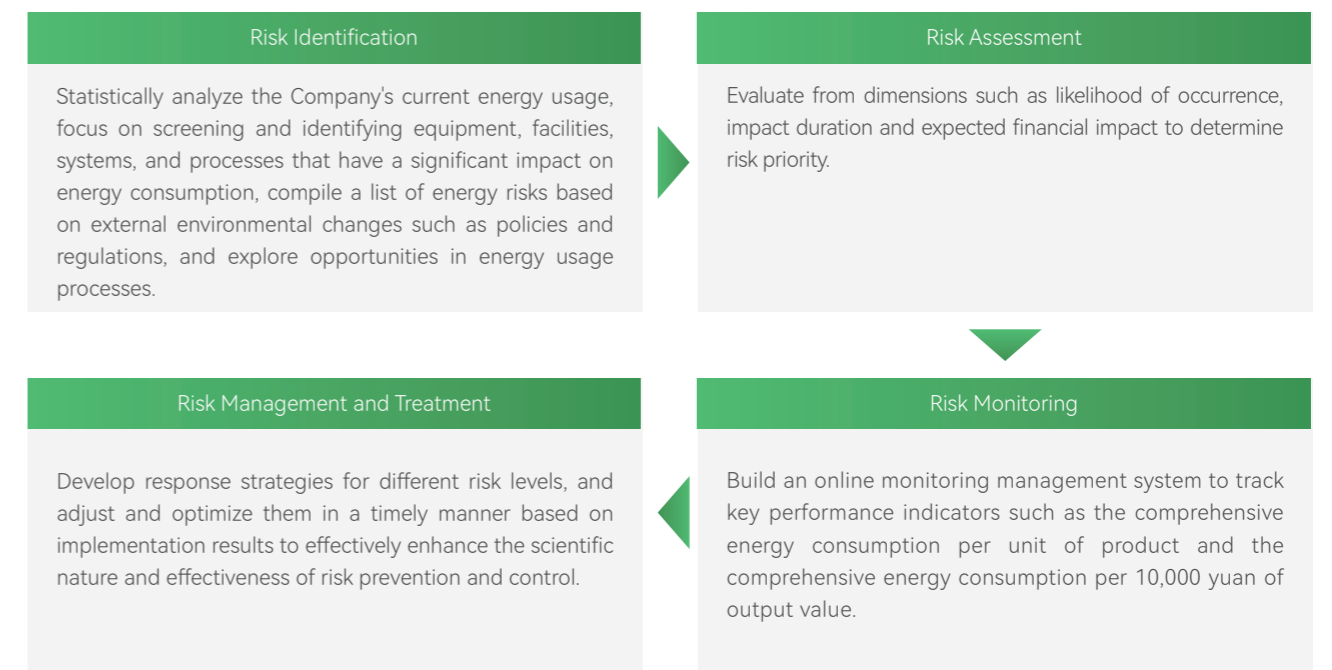 Risk Identification
Statistically analyze the Company's current energy usage,
focus on screening and identifying equipment, facilities,
systems, and processes that have a significant impact on
energy consumption, compile a list of energy risks based
on external environmental changes such as policies and
regulations, and explore opportunities in energy usage
processes.
Risk Assessment
Evaluate from dimensions such as likelihood of occurrence,
impact duration and expected financial impact to determine
risk priority.
Risk Monitoring
Build an online monitoring management system to track
key performance indicators such as the comprehensive
energy consumption per unit of product and the
comprehensive energy consumption per 10,000 yuan of
output value.
Risk Management and Treatment
Develop response strategies for different risk levels, and
adjust and optimize them in a timely manner based on
implementation results to effectively enhance the scientific
nature and effectiveness of risk prevention and control.